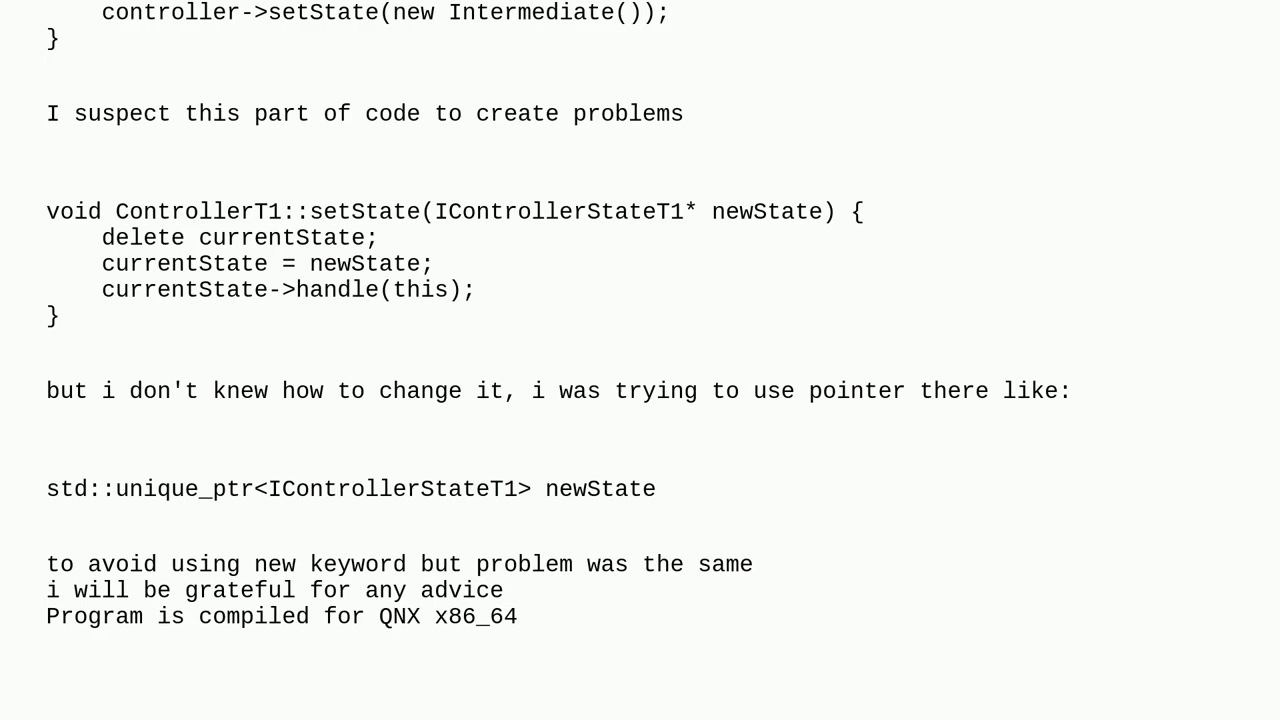 controller->setState(new Intermediate());
}
I suspect this part of code to create problems
void ControllerT1::setState(IControllerStateT1* newState) {
delete currentState;
currentState = newState;
currentState->handle(this);
}
but i don't knew how to change it, i was trying to use pointer there like:
std::unique_ptr<IControllerStateT1> newState
to avoid using new keyword but problem was the same
i will be grateful for any advice
Program is compiled for QNX x86_64